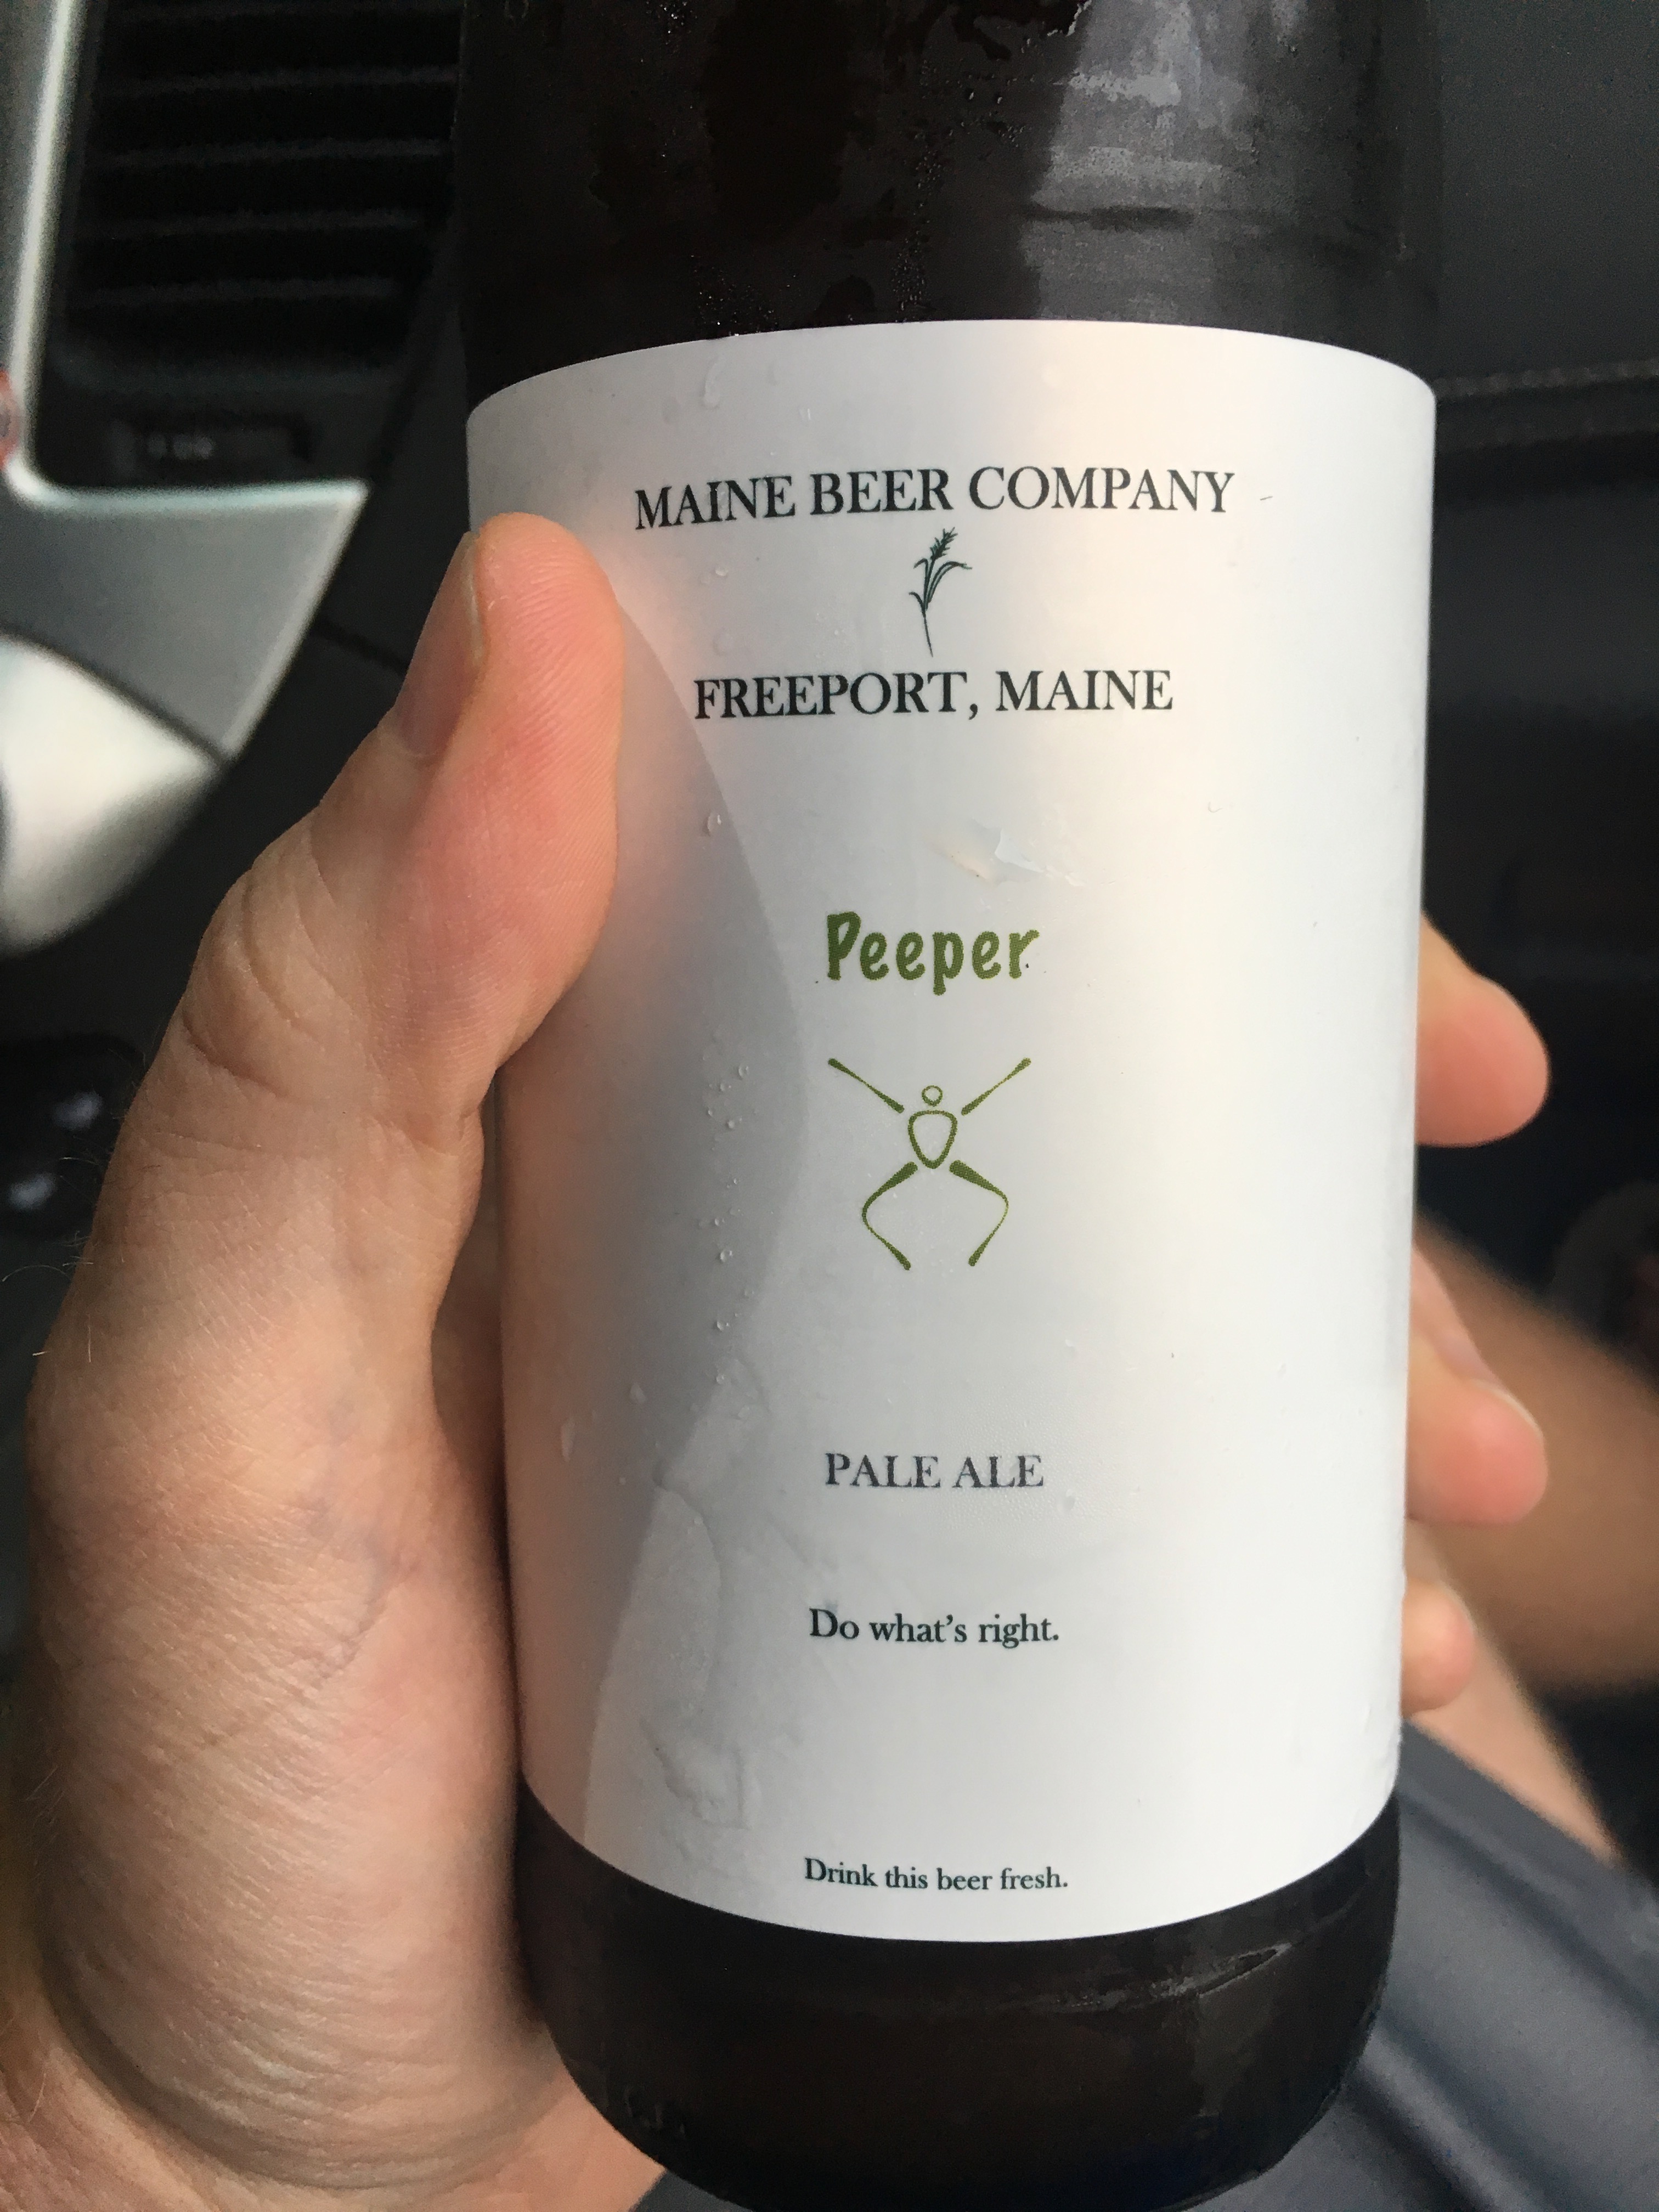 MAINE BEER COMPANY
FREEPORT, MAINE
Peeper
PALE ALE
Do what's right.
Drink this beer fresh.